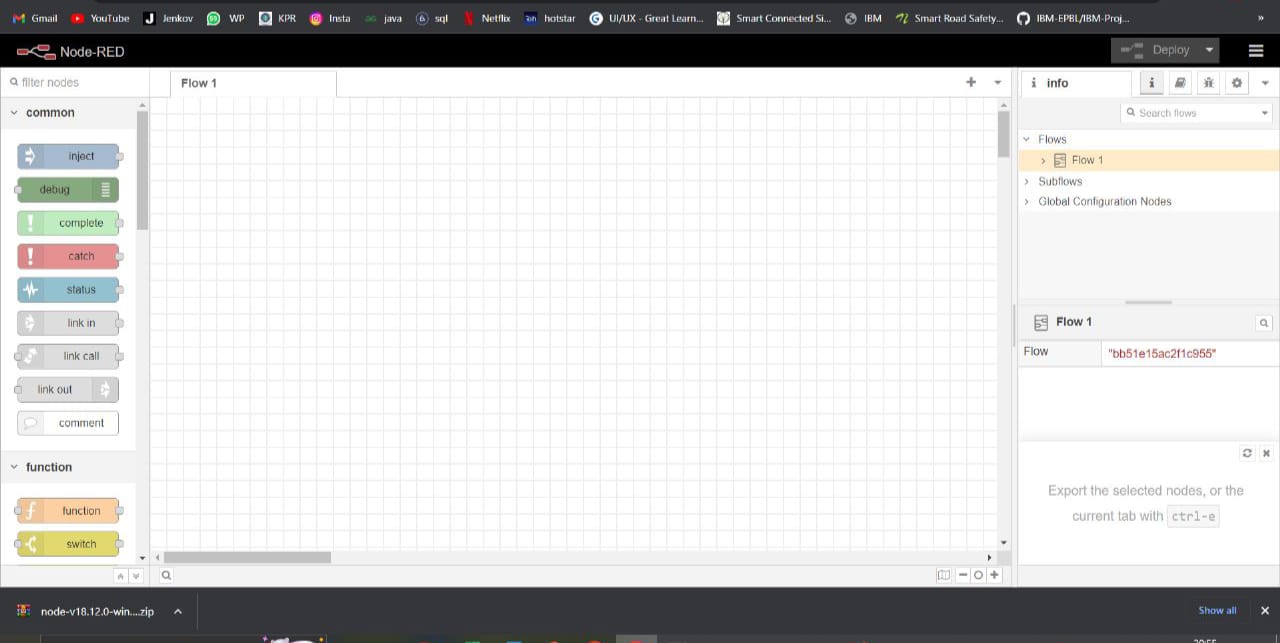 Gmail YouTube Jenkov WP KPR Insta java sql Netflix hotstar UI/UX - Great Learn... Smart Connected Si... IBM Smart Road Safety... IBM-EPBL/IBM-Proj... »
Node-RED Deploy
filter nodes Flow 1 info
Search flows
common
inject
debug
complete
catch
status
link in
link call
link out
comment
function
function
switch
Flows
Flow 1
Subflows
Global Configuration Nodes
Flow 1
Flow "bb51e15ac2f1c955"
Export the selected nodes, or the
current tab with ctrl-e
node-v18.12.0-win....zip Show all